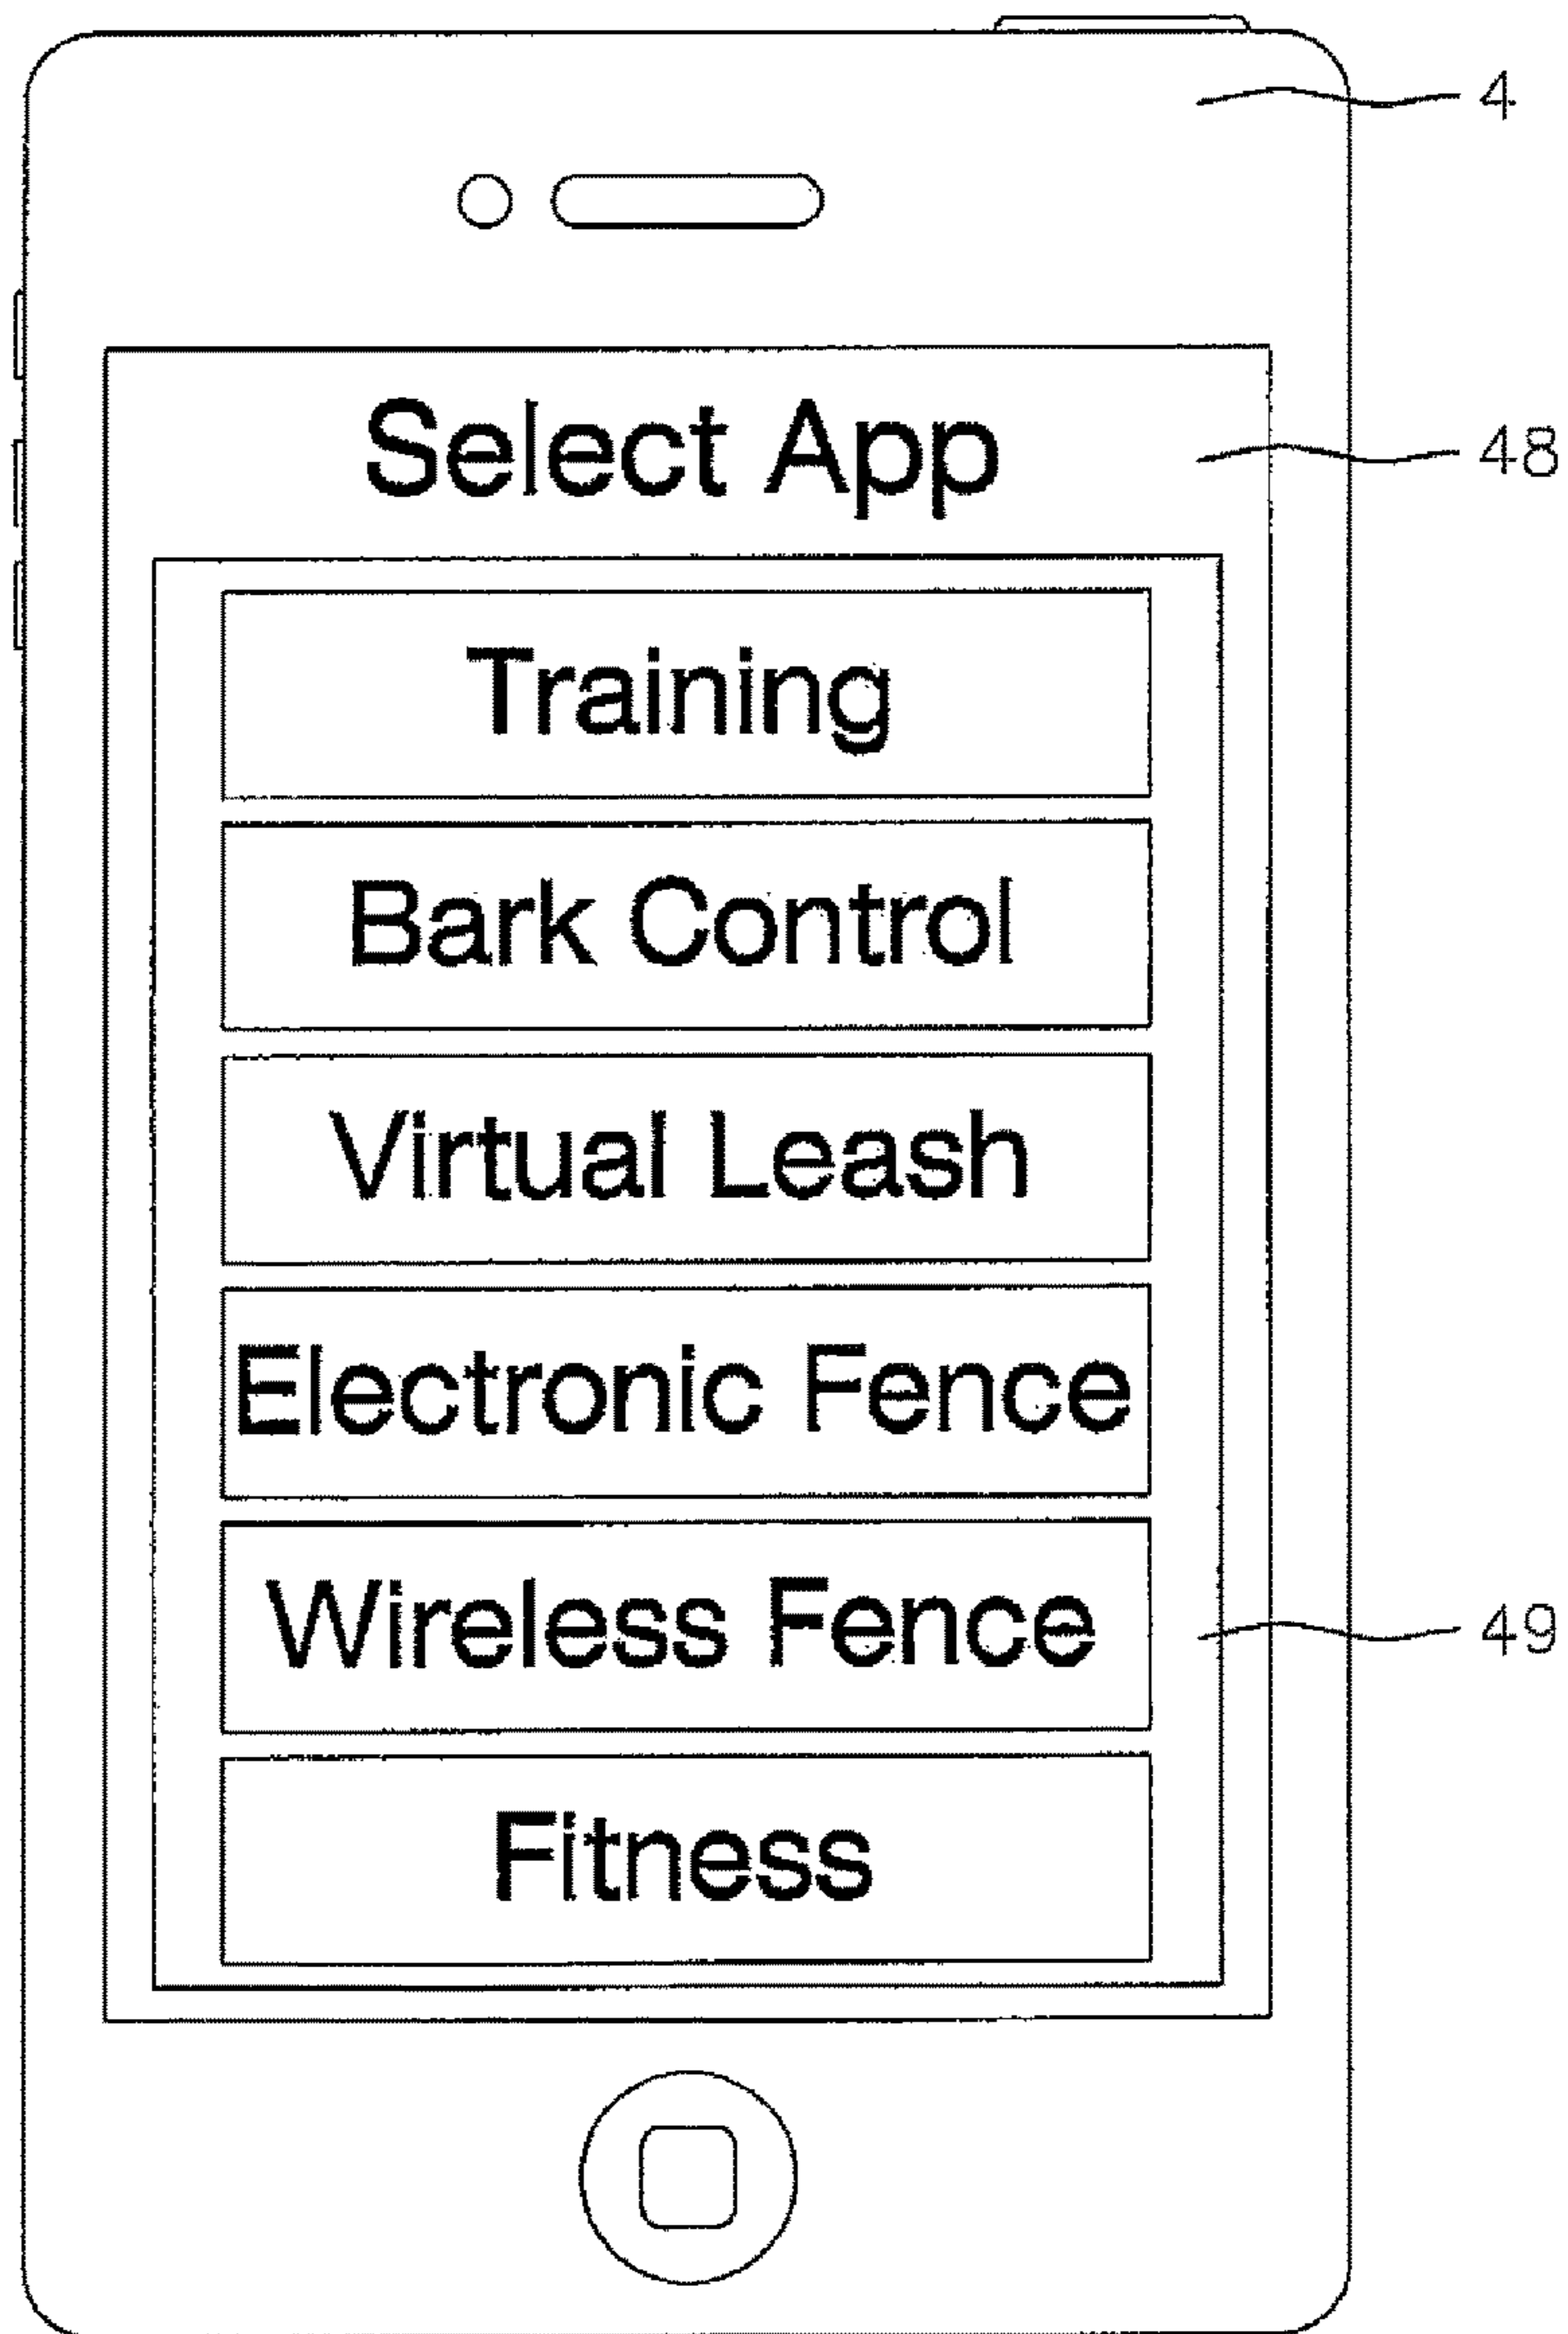 4
Select App 48
Training
Bark Control
Virtual Leash
Electronic Fence
Wireless Fence 49
Fitness